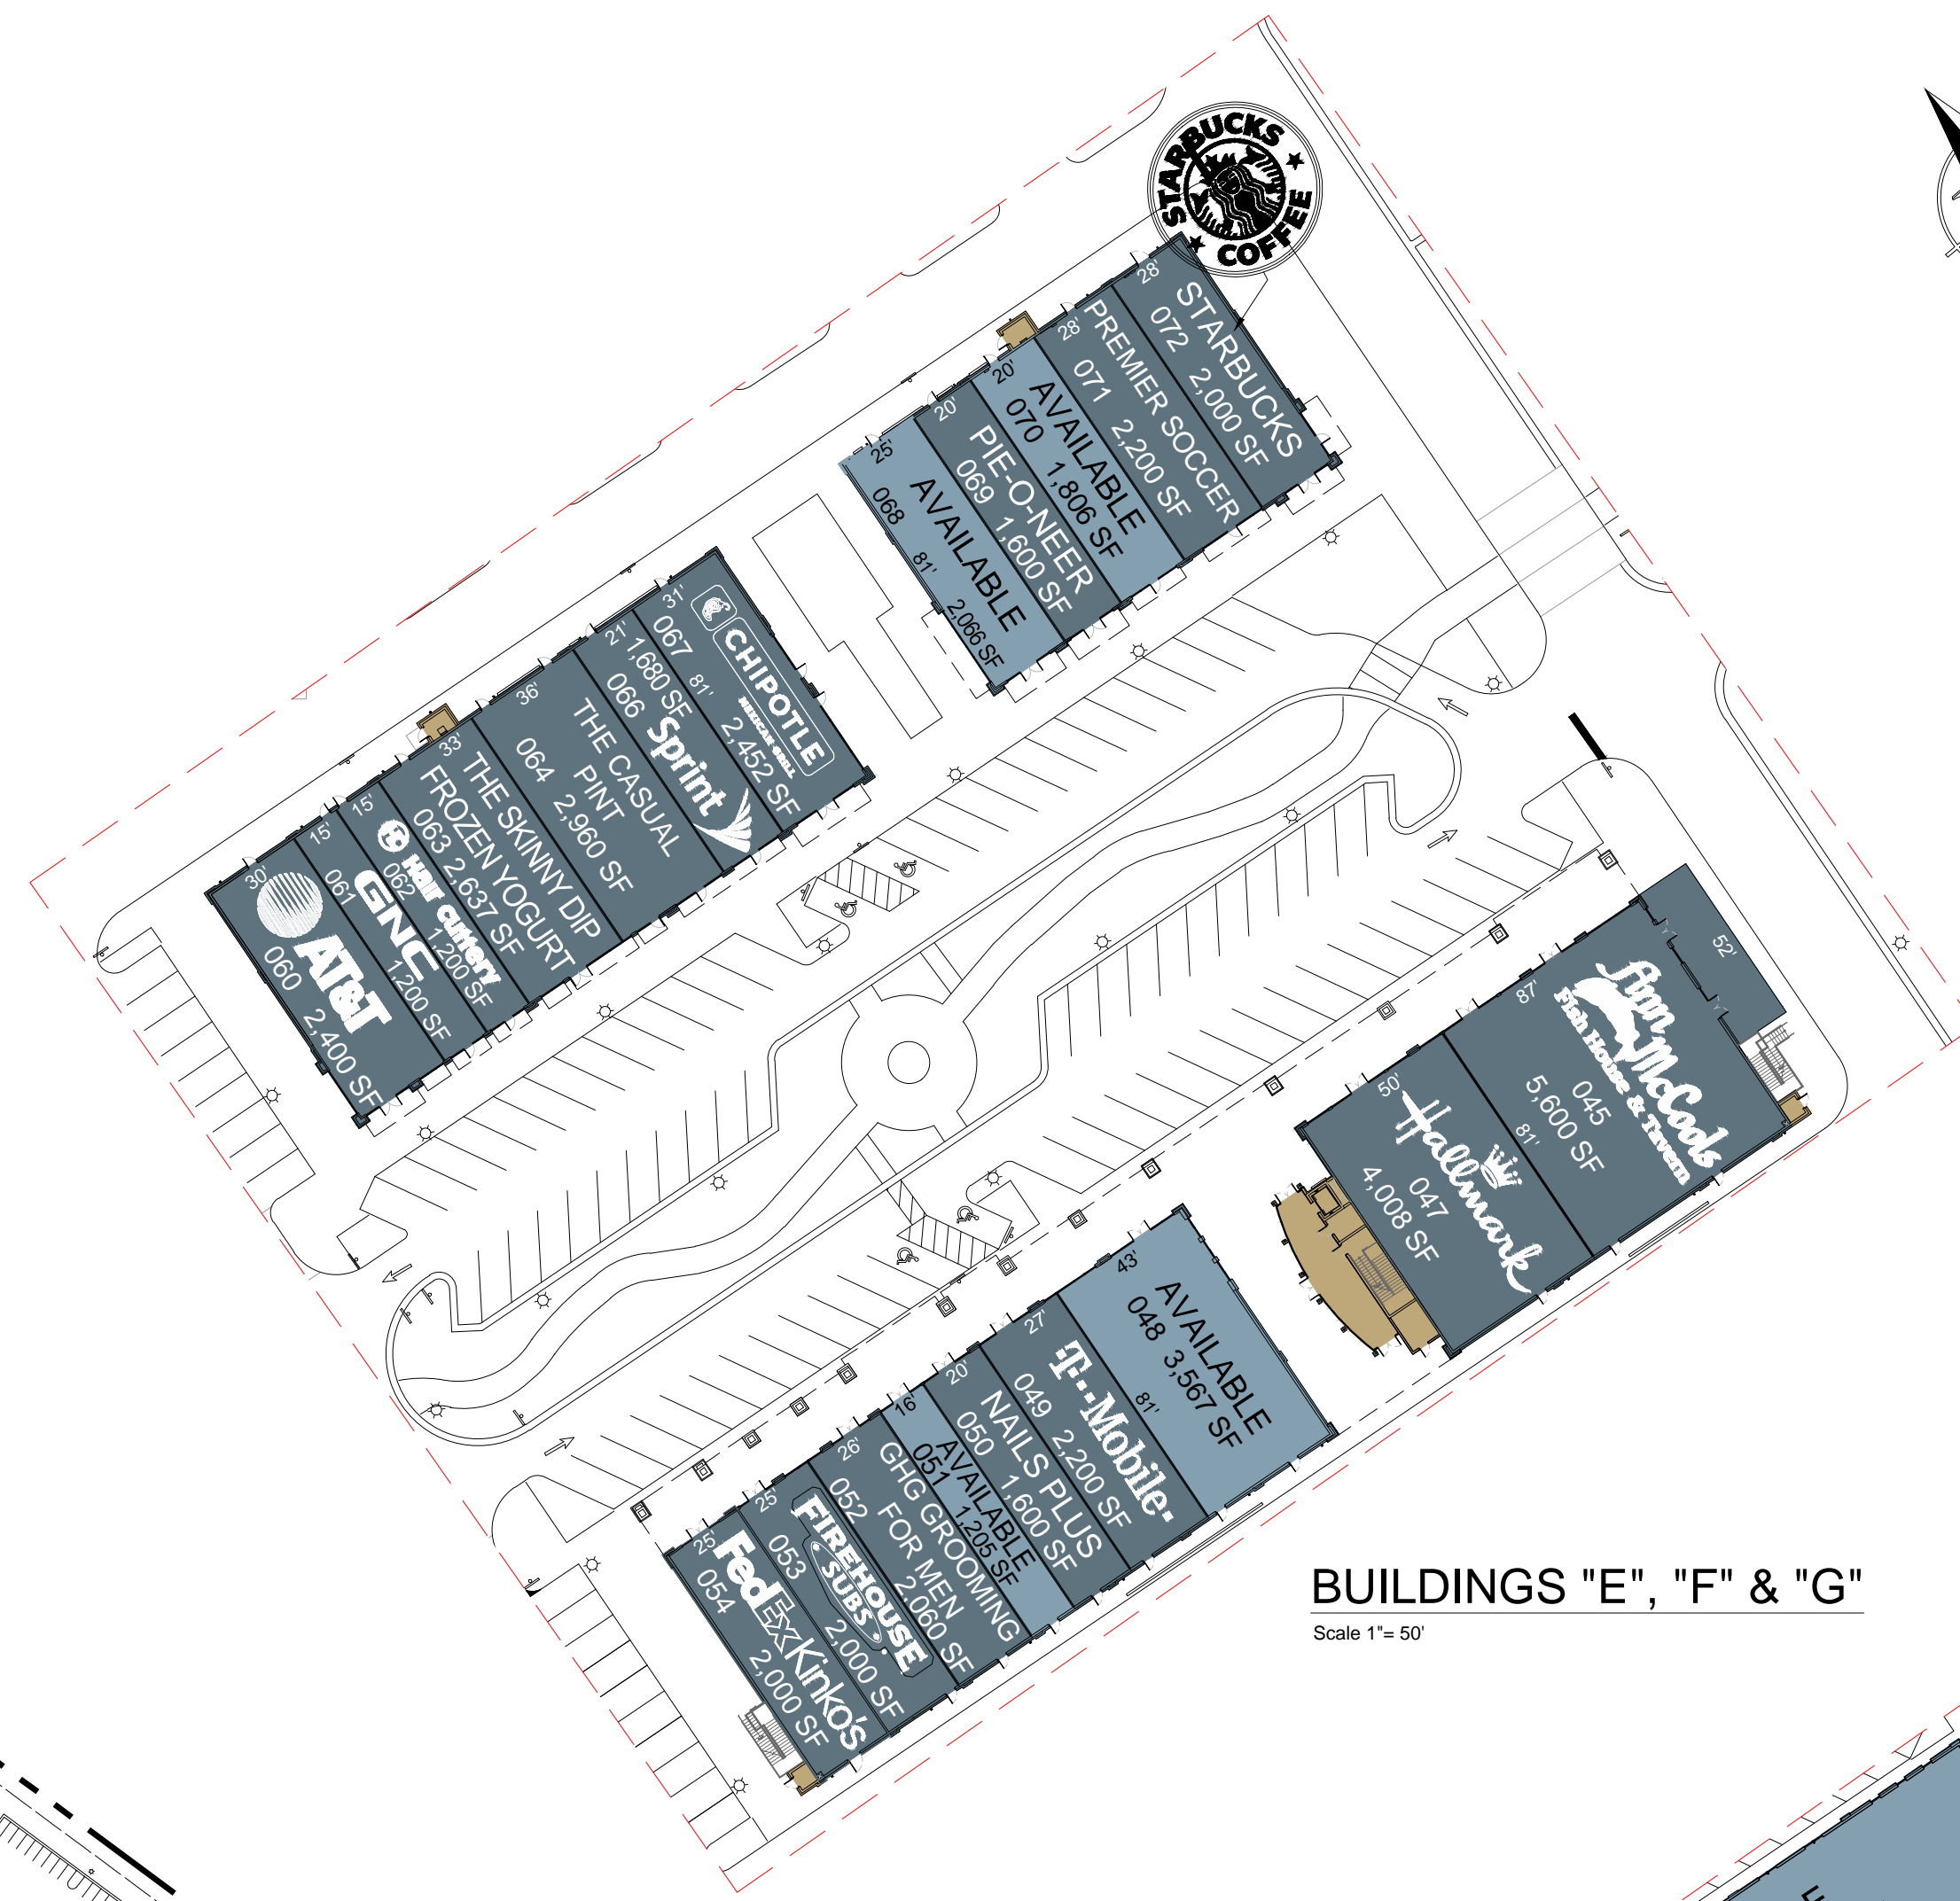 STARBUCKS
COFFEE
28'
STARBUCKS
072 2,000 SF
28'
PREMIER SOCCER
071 2,200 SF
20'
AVAILABLE
070 1,806 SF
20'
PIE-O-NEER
069 1,600 SF
25'
AVAILABLE
068 81' 2,066 SF
31'
CHIPOTLE
MEXICAN GRILL
067 81' 2,452 SF
21'
1,680 SF
066 Sprint
36'
THE CASUAL
PINT
064 2,960 SF
33'
THE SKINNY DIP
FROZEN YOGURT
063 2,637 SF
15'
Hair Cuttery
062 1,200 SF
15'
GNC
061 1,200 SF
30'
AT&T
060 2,400 SF
52'
87'
Finn McCools
Fish House & Tavern
045
5,600 SF
81'
50'
Hallmark
047
4,008 SF
43'
AVAILABLE
048 3,567 SF
81'
27'
T-Mobile
049 2,200 SF
20'
NAILS PLUS
050 1,600 SF
16'
AVAILABLE
051 1,205 SF
26'
GHG GROOMING
FOR MEN
052 2,060 SF
25'
FIREHOUSE
SUBS
053 2,000 SF
25'
FedEx Kinko's
054 2,000 SF
BUILDINGS "E", "F" & "G"
Scale 1"= 50'